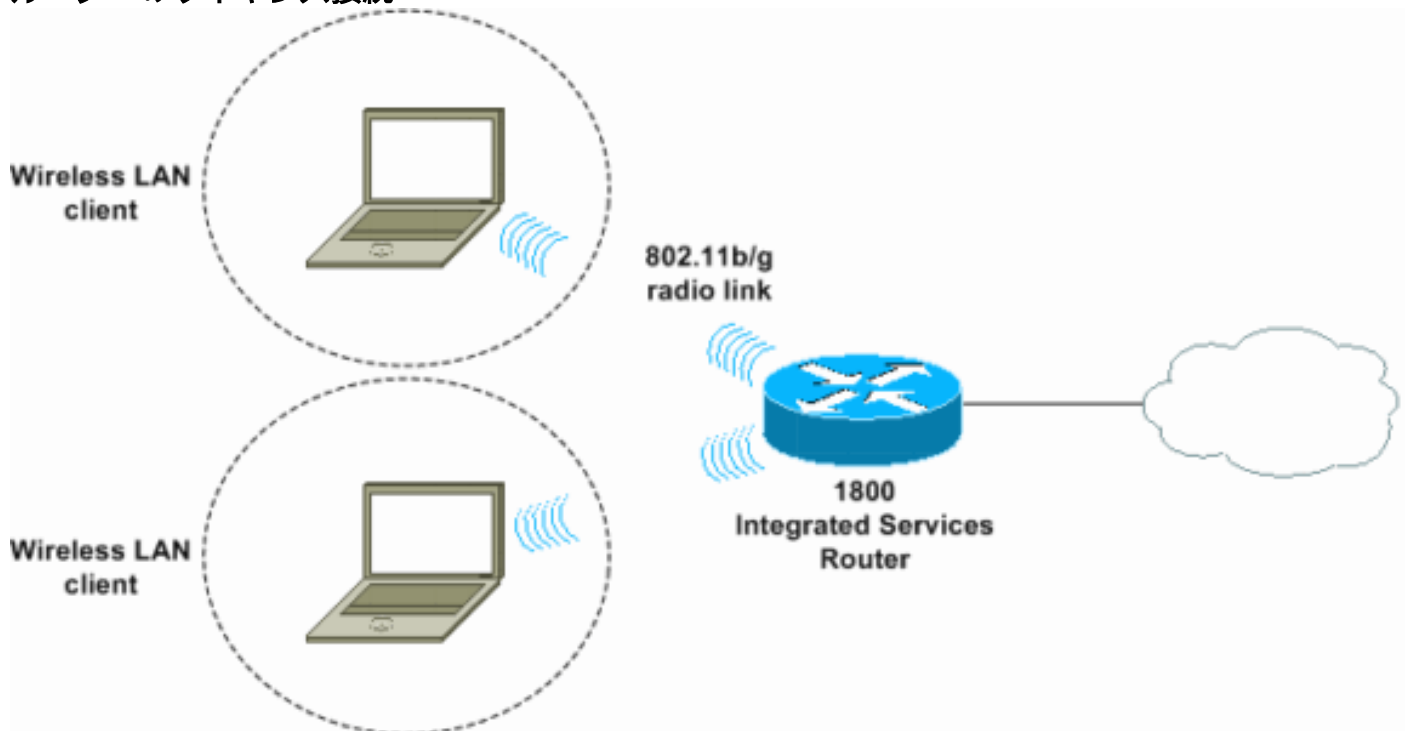 Wireless LAN
client
802.11b/g
radio link
1800
Integrated Services
Router
Wireless LAN
client